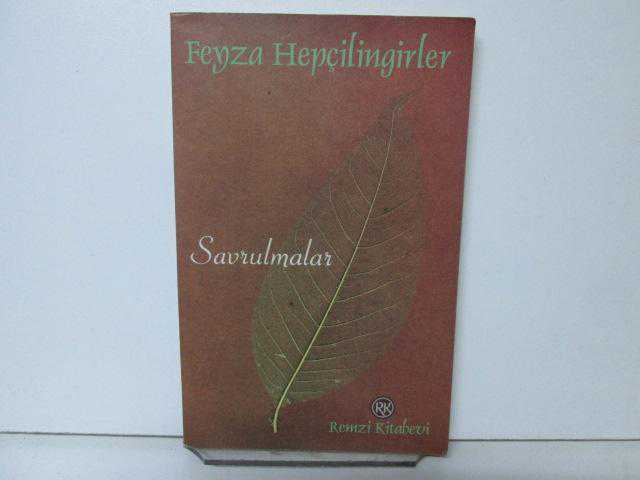 Feyza Hepçilingirler
Savrulmalar
RK
Remzi Kitabevi